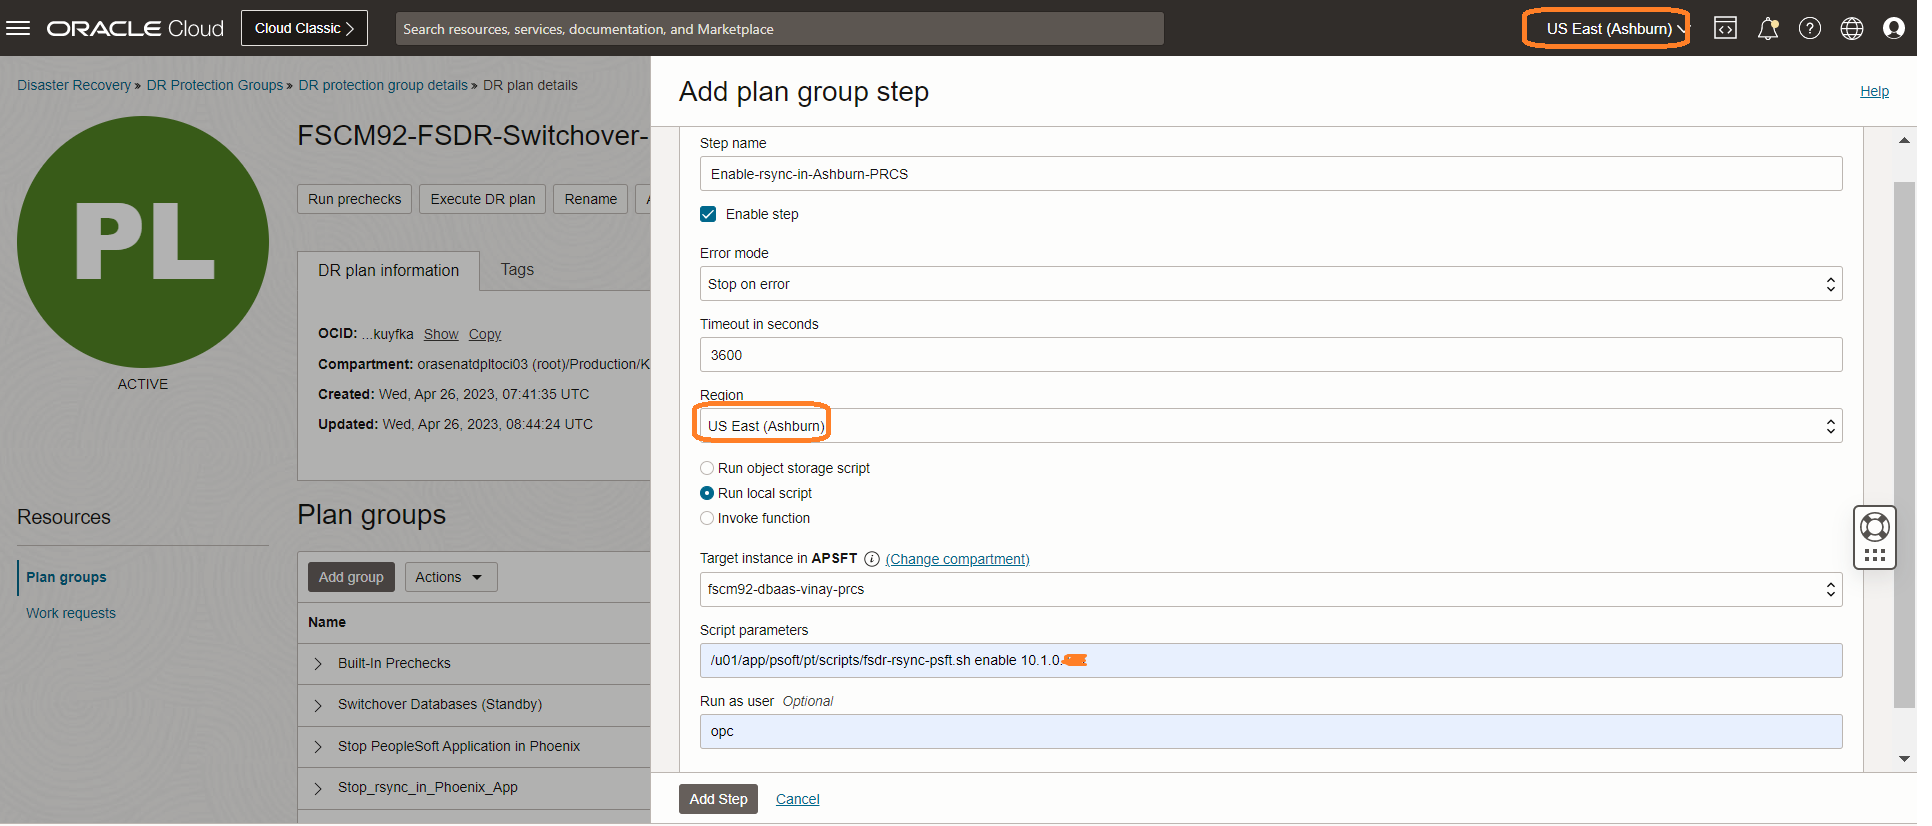 ORACLE Cloud
Cloud Classic
Search resources, services, documentation, and Marketplace
US East (Ashburn)
Disaster Recovery » DR Protection Groups » DR protection group details » DR plan details
PL
ACTIVE
FSCM92-FSDR-Switchover-
Run prechecks
Execute DR plan
Rename
DR plan information
Tags
OCID: ...kuyfka Show Copy
Compartment: orasenatdpltoci03 (root)/Production/K
Created: Wed, Apr 26, 2023, 07:41:35 UTC
Updated: Wed, Apr 26, 2023, 08:44:24 UTC
Resources
Plan groups
Work requests
Plan groups
Add group
Actions
Name
Built-In Prechecks
Switchover Databases (Standby)
Stop PeopleSoft Application in Phoenix
Stop_rsync_in_Phoenix_App
Add plan group step
Help
Step name
Enable-rsync-in-Ashburn-PRCS
Enable step
Error mode
Stop on error
Timeout in seconds
3600
Region
US East (Ashburn)
Run object storage script
Run local script
Invoke function
Target instance in APSFT (Change compartment)
fscm92-dbaas-vinay-prcs
Script parameters
/u01/app/psoft/pt/scripts/fsdr-rsync-psft.sh enable 10.1.0.
Run as user Optional
opc
Add Step
Cancel